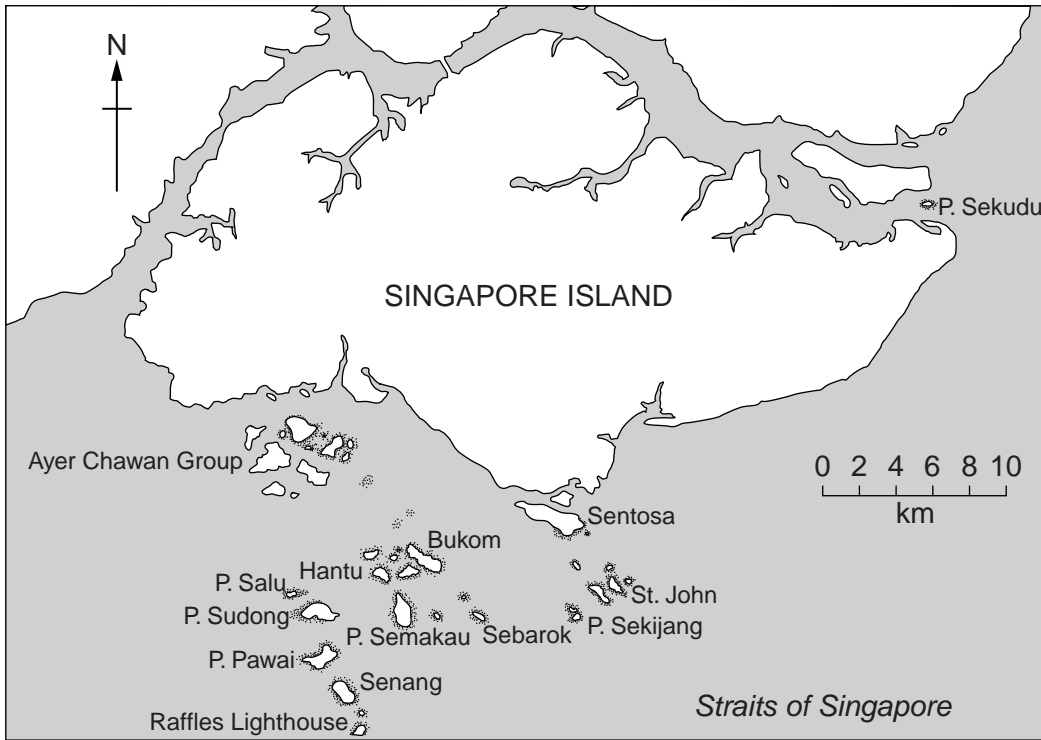 N
P. Sekudu
SINGAPORE ISLAND
Ayer Chawan Group
0 2 4 6 8 10
km
Sentosa
Bukom
Hantu
P. Salu
St. John
P. Sudong
P. Semakau
Sebarok
P. Sekijang
P. Pawai
Senang
Raffles Lighthouse
Straits of Singapore